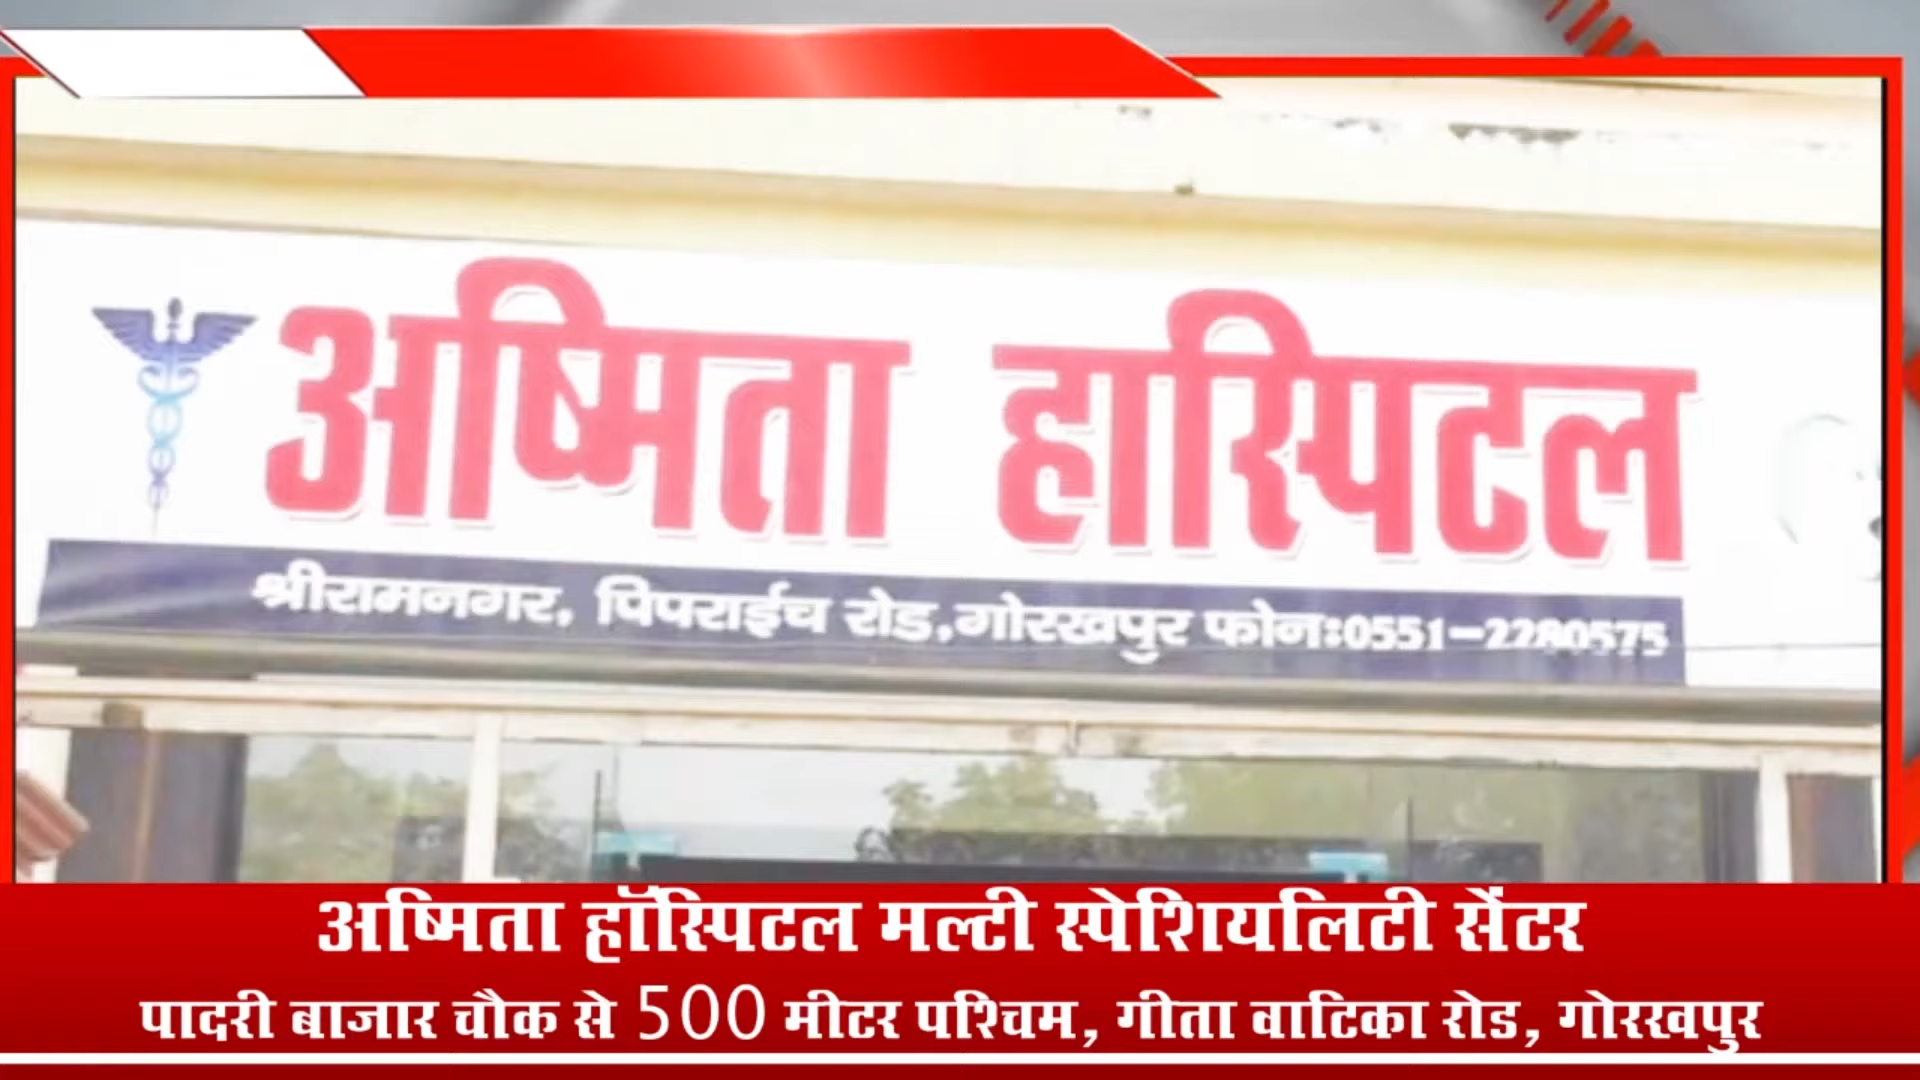 अष्मिता हास्पिटल
श्रीरामनगर, पिपराईच रोड,गोरखपुर फोनः0551-2280575
अष्मिता हॉस्पिटल मल्टी स्पेशियलिटी सेंटर
पादरी बाजार चौक से 500 मीटर पश्चिम, गीता वाटिका रोड, गोरखपुर